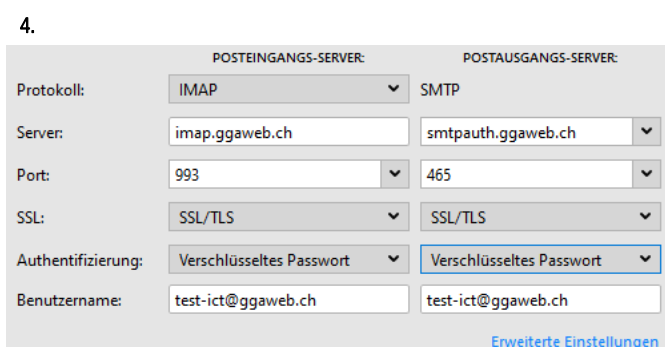 4.
POSTEINGANGS-SERVER: POSTAUSGANGS-SERVER:
Protokoll: IMAP SMTP
Server: imap.ggaweb.ch smtpauth.ggaweb.ch
Port: 993 465
SSL: SSL/TLS SSL/TLS
Authentifizierung: Verschlüsseltes Passwort Verschlüsseltes Passwort
Benutzername: test-ict@ggaweb.ch test-ict@ggaweb.ch
Erweiterte Einstellungen